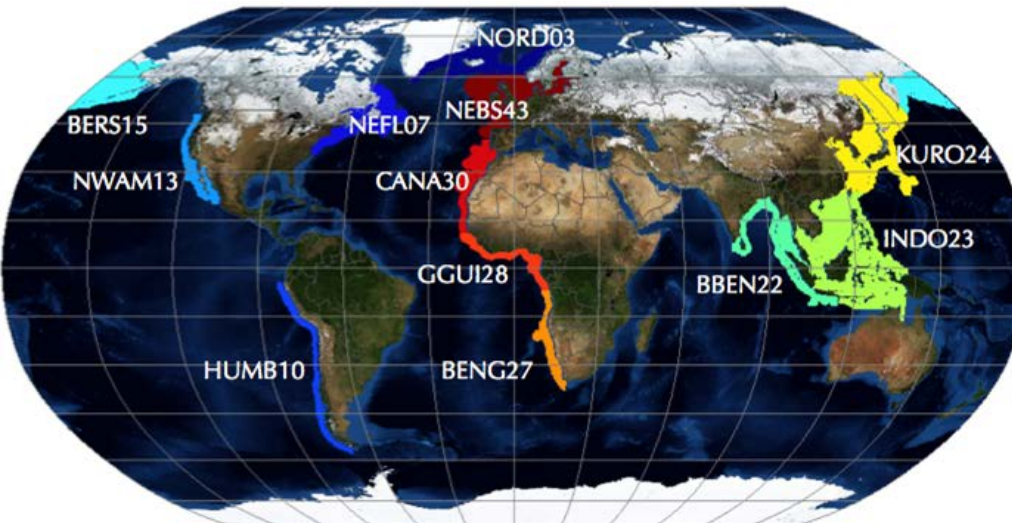 NORD03
NEBS43
BERS15
NEFL07
KURO24
NWAM13
CANA30
INDO23
GGUI28
BBEN22
HUMB10
BENG27